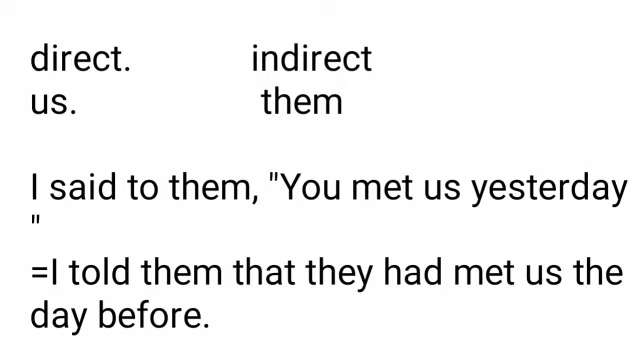 direct. indirect
us. them
I said to them, "You met us yesterday
"
=I told them that they had met us the
day before.